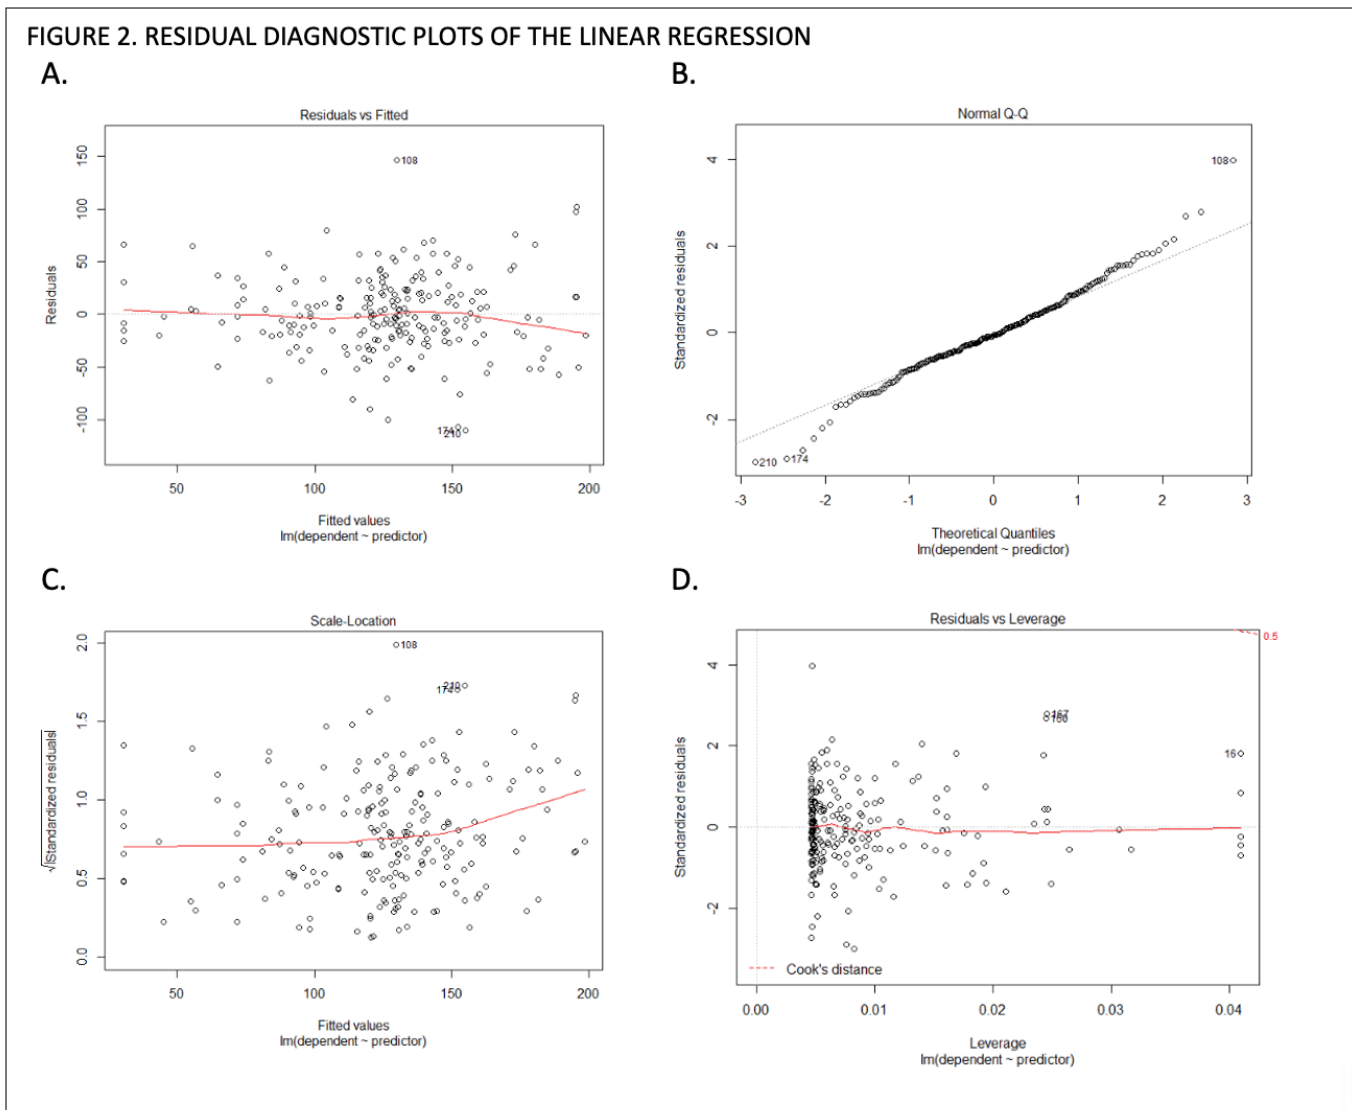 FIGURE 2. RESIDUAL DIAGNOSTIC PLOTS OF THE LINEAR REGRESSION
A.
Residuals vs Fitted
150
100
50
0
-50
-100
Residuals
108
174
210
50
100
150
200
Fitted values
lm(dependent ~ predictor)
B.
Normal Q-Q
4
2
0
-2
Standardized residuals
108
210
174
-3
-2
-1
0
1
2
3
Theoretical Quantiles
lm(dependent ~ predictor)
C.
Scale-Location
2.0
1.5
1.0
0.5
0.0
√|Standardized residuals|
108
210
174
50
100
150
200
Fitted values
lm(dependent ~ predictor)
D.
Residuals vs Leverage
4
2
0
-2
Standardized residuals
0.5
167
16
Cook's distance
0.00
0.01
0.02
0.03
0.04
Leverage
lm(dependent ~ predictor)